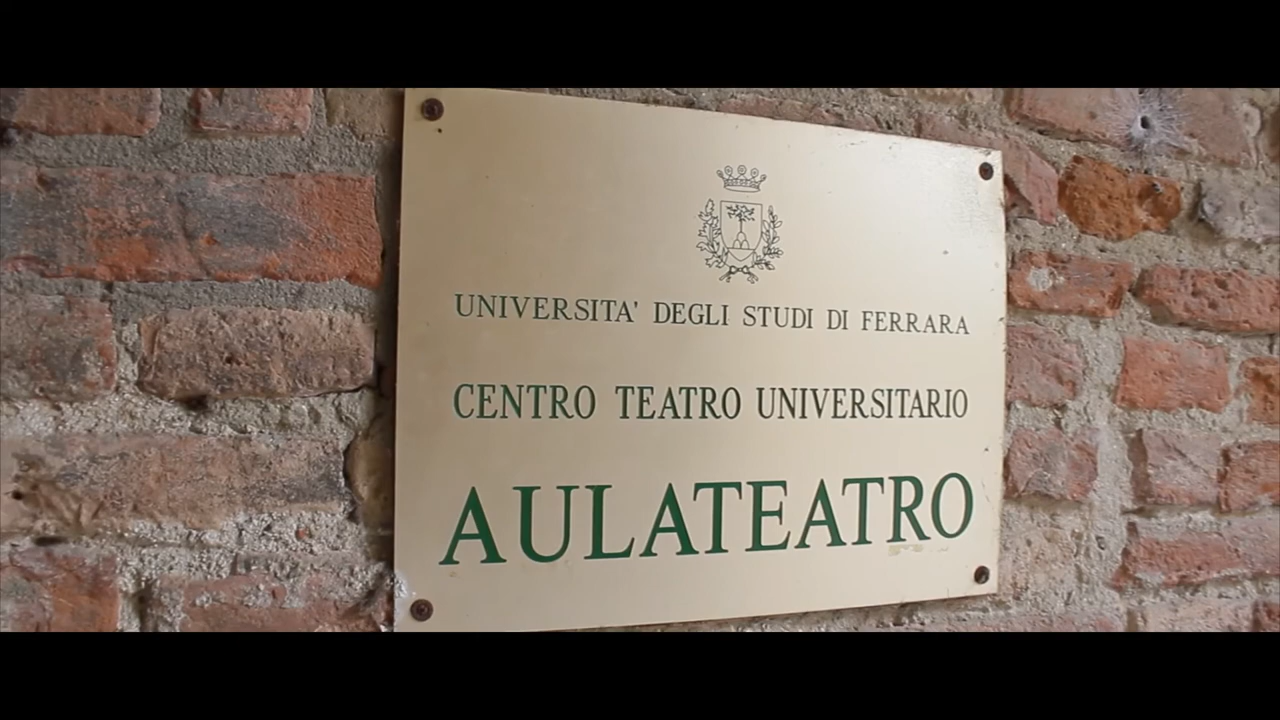 UNIVERSITA' DEGLI STUDI DI FERRARA
CENTRO TEATRO UNIVERSITARIO
AULATEATRO